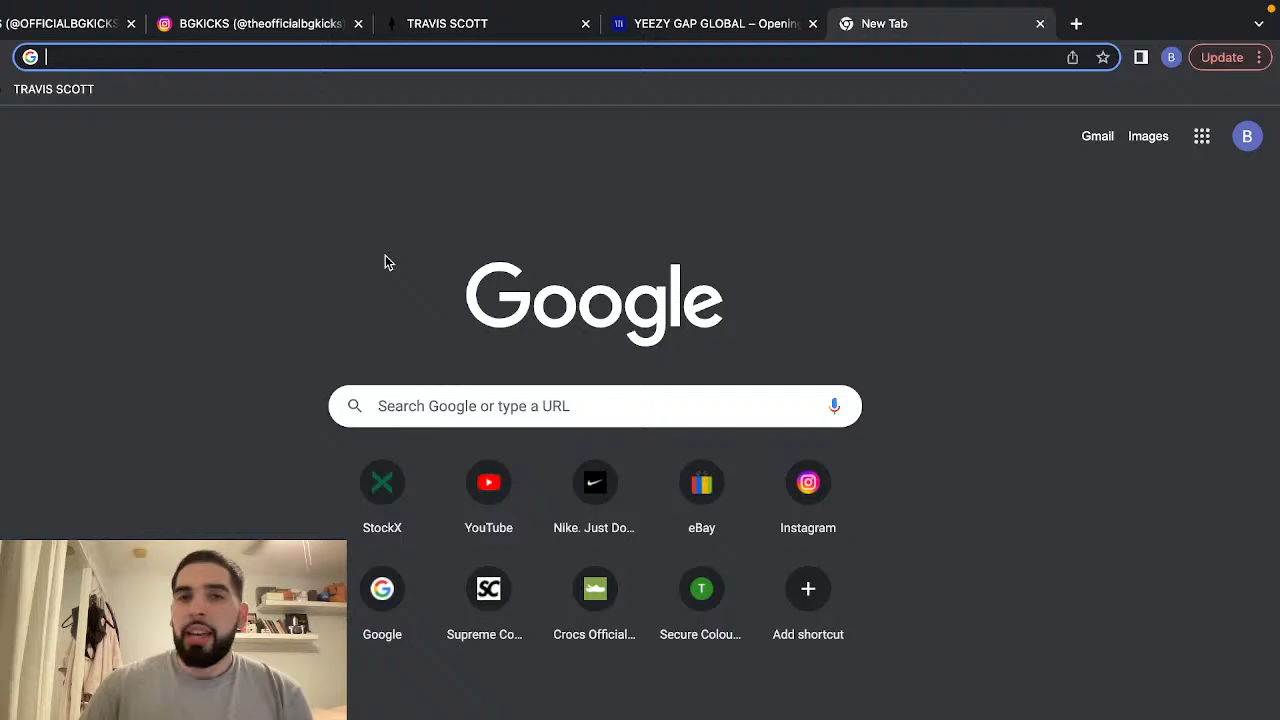 (@OFFICIALBGKICKS
BGKICKS (@theofficialbgkicks)
TRAVIS SCOTT
YEEZY GAP GLOBAL – Opening
New Tab
Update
B
TRAVIS SCOTT
Gmail
Images
B
Google
Search Google or type a URL
StockX
YouTube
Nike. Just Do...
eBay
Instagram
SC
T
Google
Supreme Co...
Crocs Official...
Secure Colou...
Add shortcut